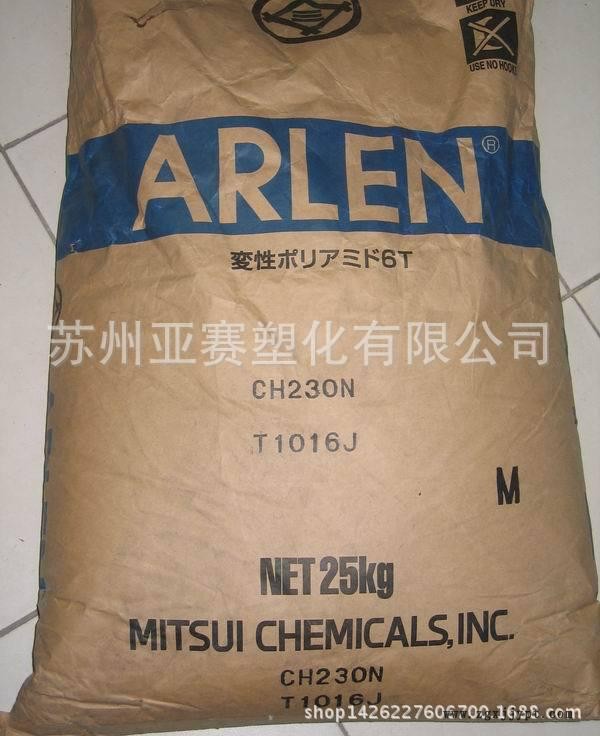 KEEP DRY
USE NO HOOKS
ARLEN®
変性ポリアミド6T
苏州亚赛塑化有限公司
CH230N
T1016J
M
NET 25kg
MITSUI CHEMICALS, INC.
CH230N
T1016J